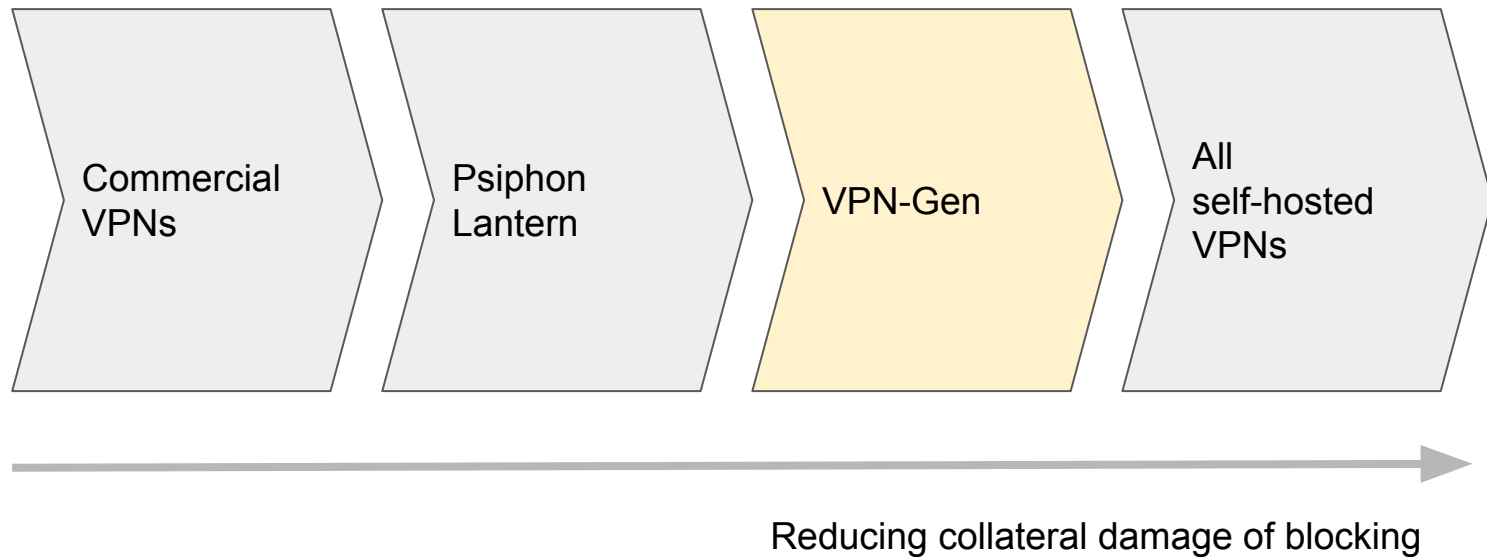 Commercial
VPNs
Psiphon
Lantern
VPN-Gen
All
self-hosted
VPNs
Reducing collateral damage of blocking